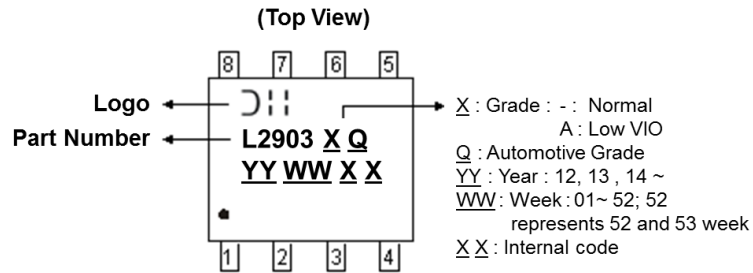 (Top View)
8 7 6 5
Logo
Part Number
L2903 X Q
YY WW X X
1 2 3 4
X : Grade : - : Normal
A : Low VIO
Q : Automotive Grade
YY : Year : 12, 13 , 14 ~
WW : Week : 01~ 52; 52
represents 52 and 53 week
X X : Internal code